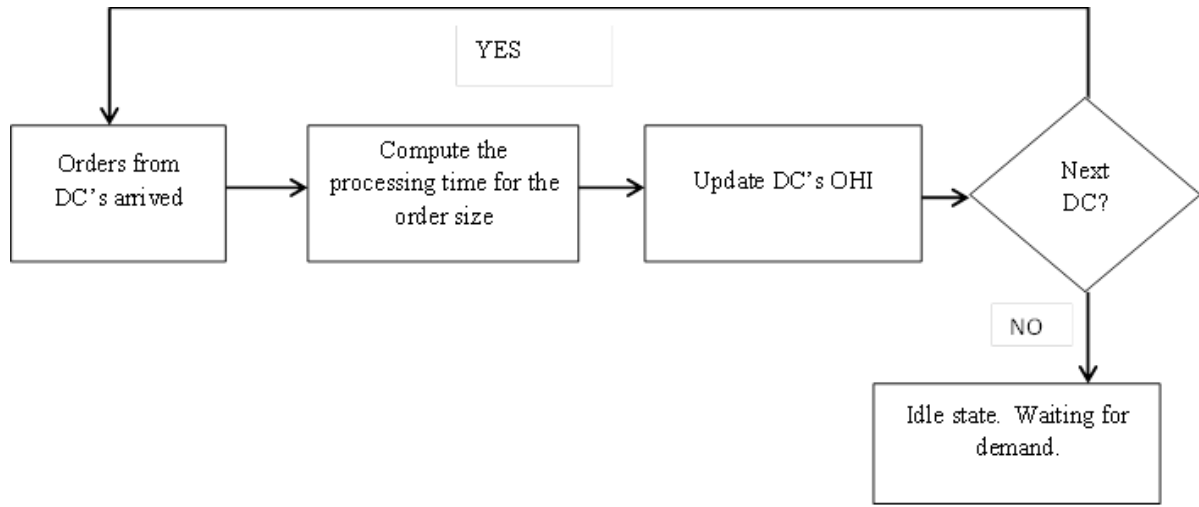 YES
Orders from
DC’s arrived
Compute the
processing time for the
order size
Update DC’s OHI
Next
DC?
NO
Idle state. Waiting for
demand.